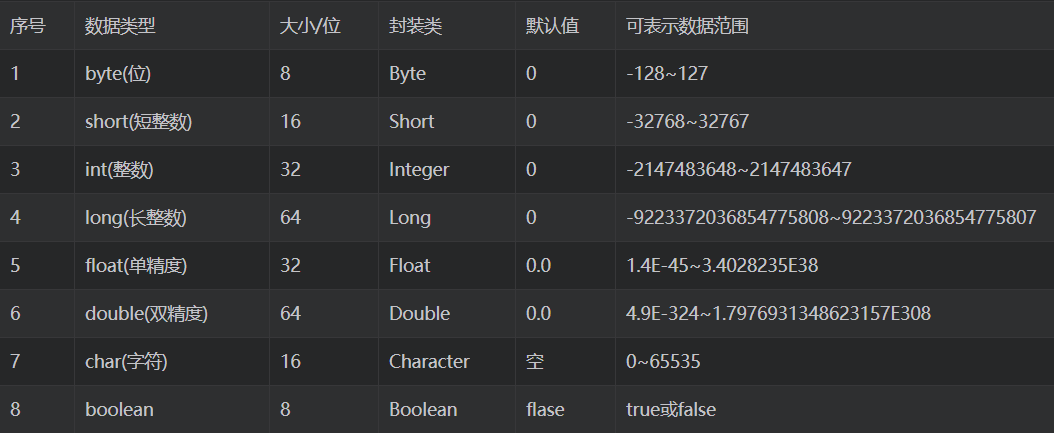 序号 数据类型 大小/位 封装类 默认值 可表示数据范围
1 byte(位) 8 Byte 0 -128~127
2 short(短整数) 16 Short 0 -32768~32767
3 int(整数) 32 Integer 0 -2147483648~2147483647
4 long(长整数) 64 Long 0 -9223372036854775808~9223372036854775807
5 float(单精度) 32 Float 0.0 1.4E-45~3.4028235E38
6 double(双精度) 64 Double 0.0 4.9E-324~1.7976931348623157E308
7 char(字符) 16 Character 空 0~65535
8 boolean 8 Boolean flase true或false